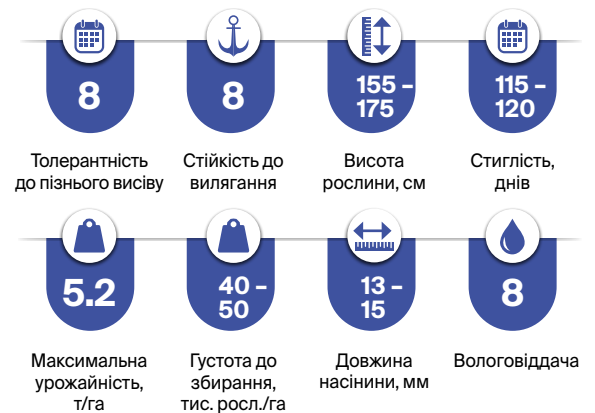 8
8
155 –
175
115 –
120
Толерантність
до пізнього висіву
Стійкість до
вилягання
Висота
рослини, см
Стиглість,
днів
5.2
40 –
50
13 –
15
8
Максимальна
урожайність,
т/га
Густота до
збирання,
тис. росл./га
Довжина
насінини, мм
Вологовіддача